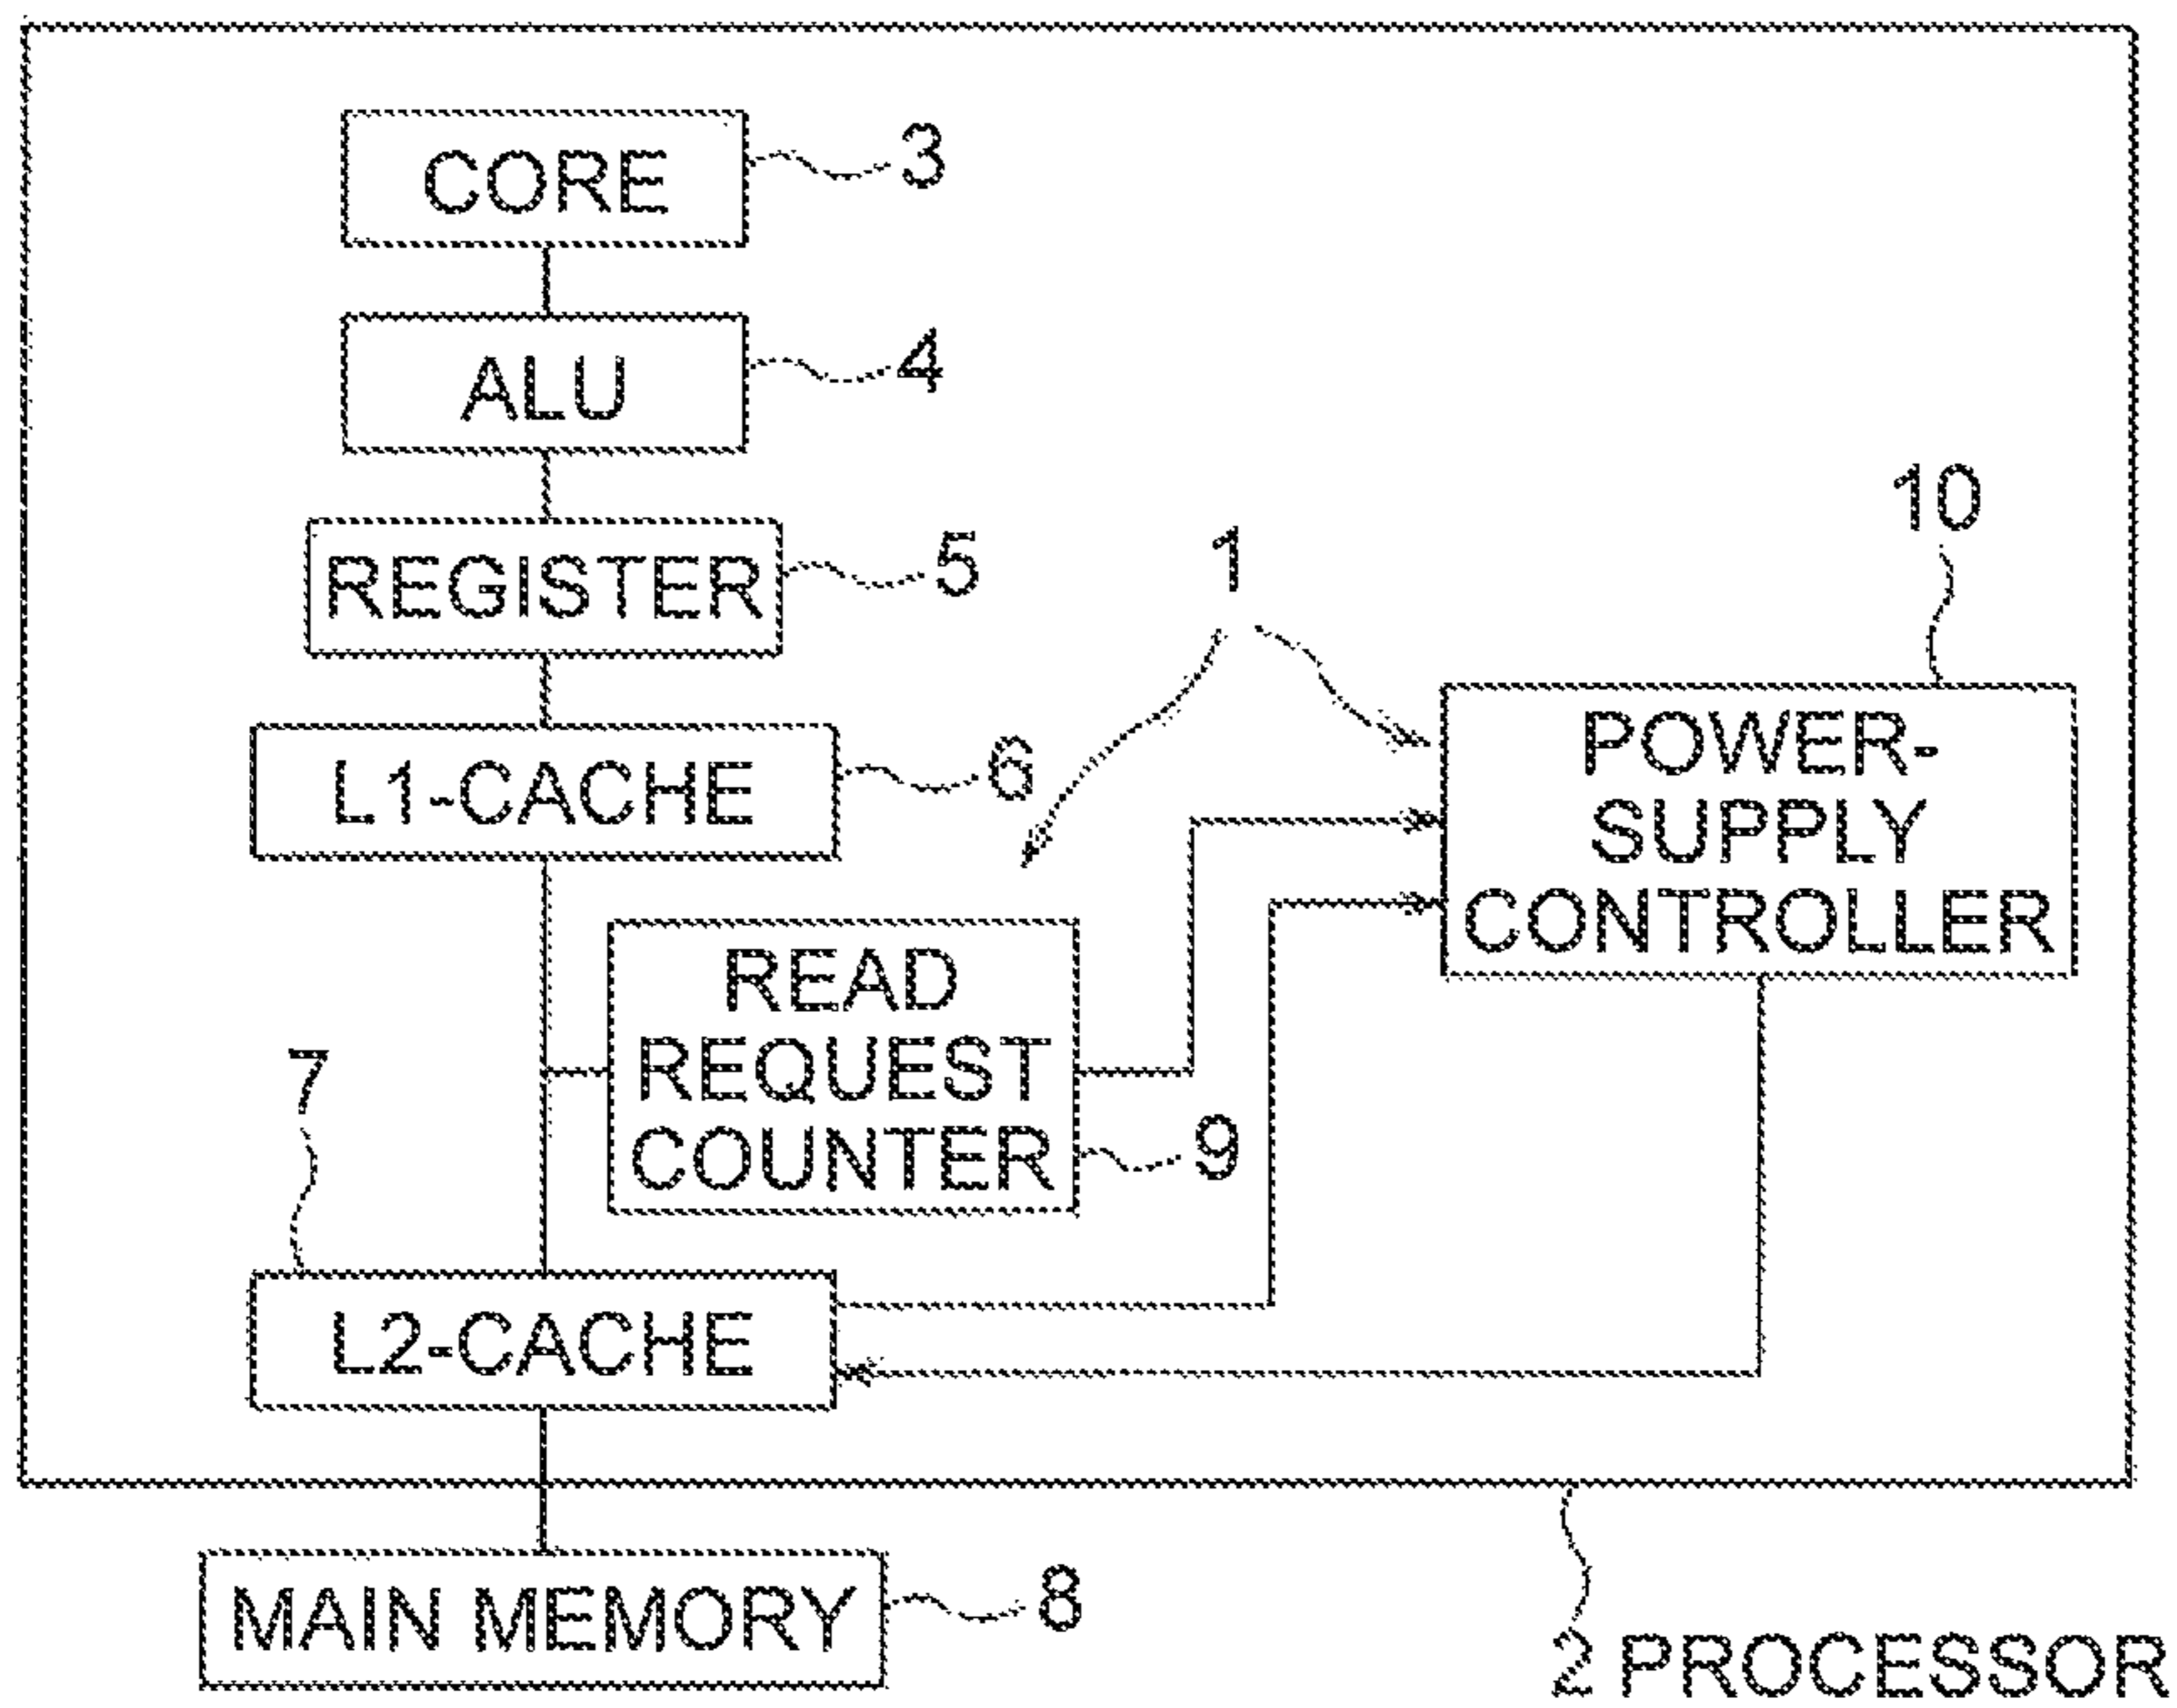 CORE
3
ALU
4
REGISTER
5
1
10
L1-CACHE
6
POWER-
SUPPLY
CONTROLLER
READ
REQUEST
COUNTER
9
7
L2-CACHE
MAIN MEMORY
8
2 PROCESSOR